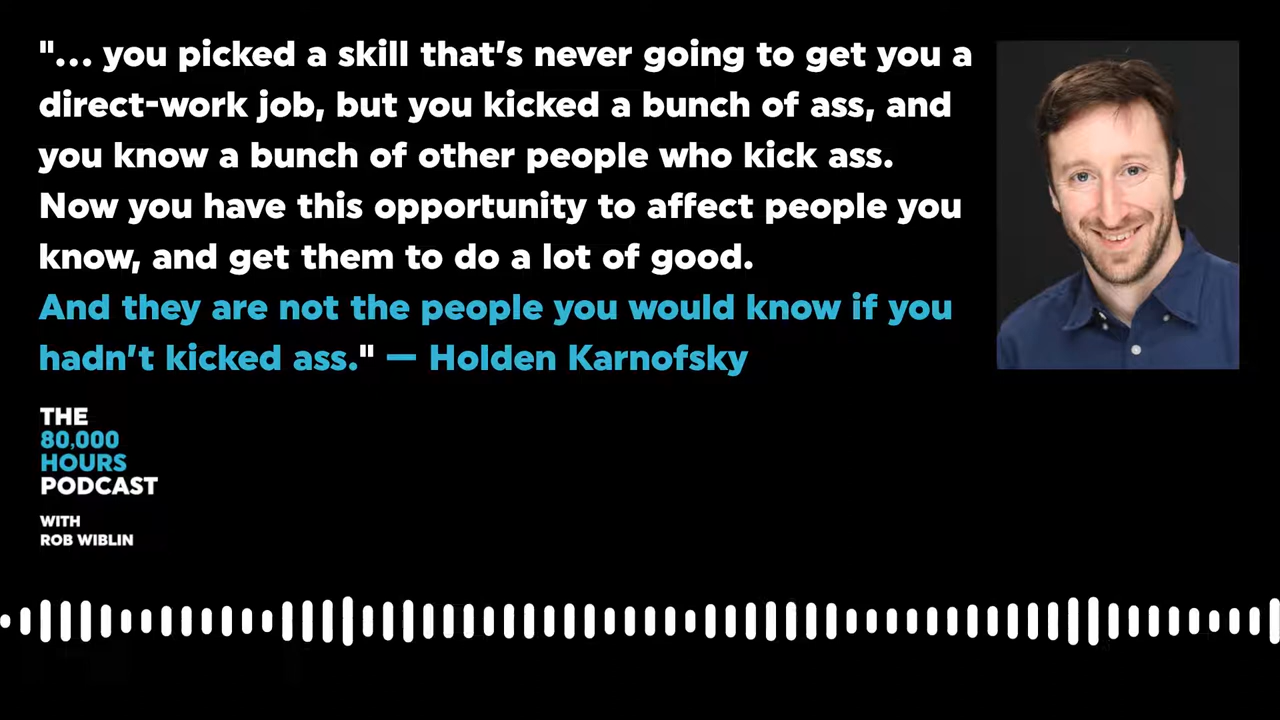 "... you picked a skill that's never going to get you a
direct-work job, but you kicked a bunch of ass, and
you know a bunch of other people who kick ass.
Now you have this opportunity to affect people you
know, and get them to do a lot of good.
And they are not the people you would know if you
hadn't kicked ass." — Holden Karnofsky
THE
80,000
HOURS
PODCAST
WITH
ROB WIBLIN